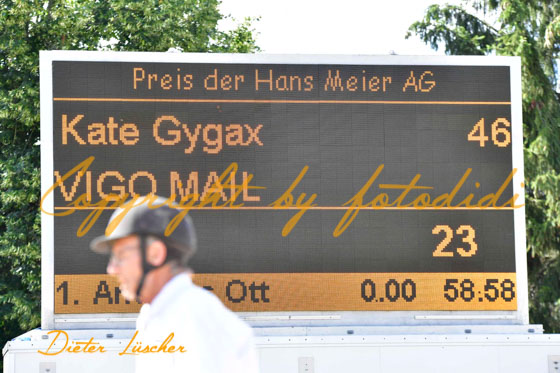 Preis der Hans Meier AG
Kate Gygax 46
VIGO MAIL
Copyright by fotodidi
23
1. Ott 0.00 58:58
Dieter Lüscher